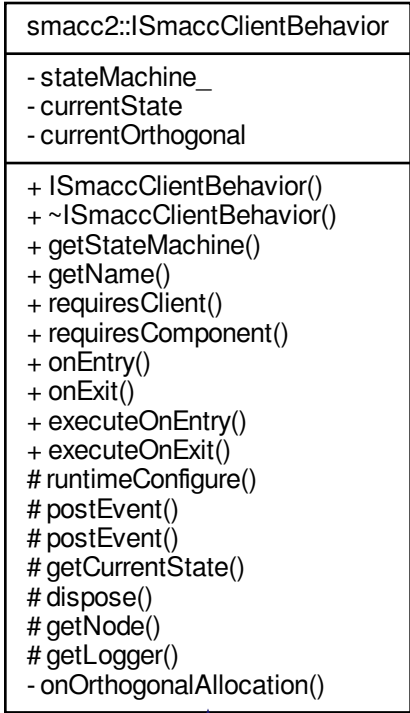 smacc2::ISmaccClientBehavior
- stateMachine_
- currentState
- currentOrthogonal
+ ISmaccClientBehavior()
+ ~ISmaccClientBehavior()
+ getStateMachine()
+ getName()
+ requiresClient()
+ requiresComponent()
+ onEntry()
+ onExit()
+ executeOnEntry()
+ executeOnExit()
# runtimeConfigure()
# postEvent()
# postEvent()
# getCurrentState()
# dispose()
# getNode()
# getLogger()
- onOrthogonalAllocation()